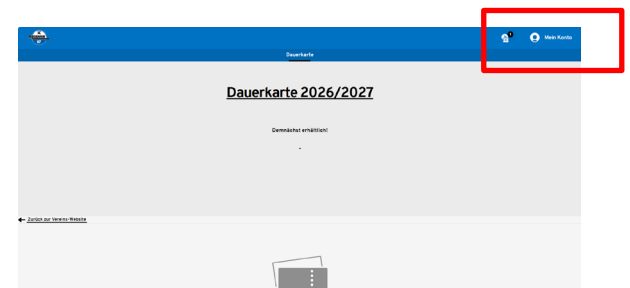 Mein Konto
Dauerkarte
Dauerkarte 2026/2027
Demnächst erhältlich!
.
Zurück zur Vereins-Website